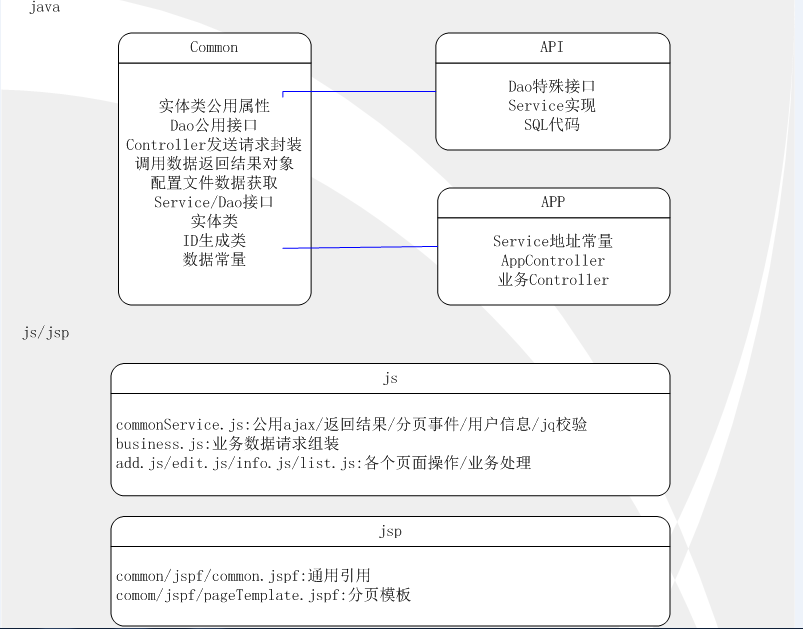 java
Common
实体类公用属性
Dao公用接口
Controller发送请求封装
调用数据返回结果对象
配置文件数据获取
Service/Dao接口
实体类
ID生成类
数据常量
API
Dao特殊接口
Service实现
SQL代码
APP
Service地址常量
AppController
业务Controller
js/jsp
js
commonService.js:公用ajax/返回结果/分页事件/用户信息/jq校验
business.js:业务数据请求组装
add.js/edit.js/info.js/list.js:各个页面操作/业务处理
jsp
common/jspf/common.jspf:通用引用
comom/jspf/pageTemplate.jspf:分页模板